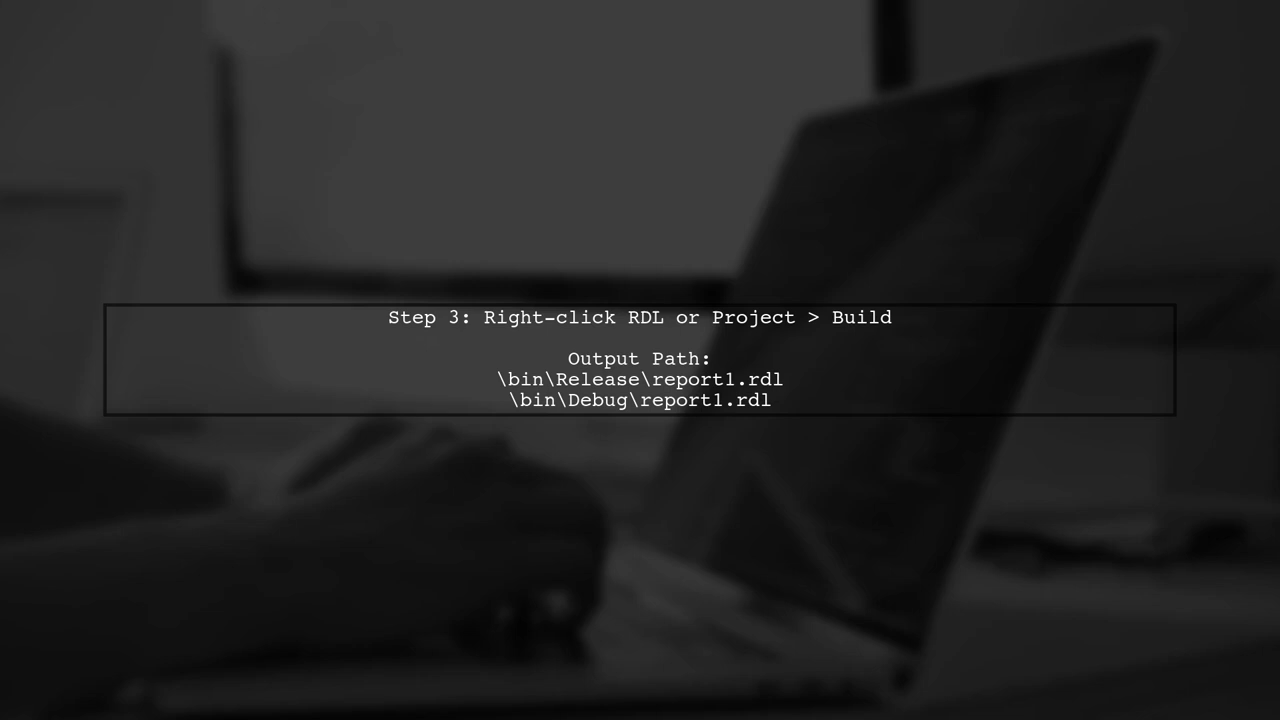 Step 3: Right-click RDL or Project > Build
Output Path:
\bin\Release\report1.rdl
\bin\Debug\report1.rdl